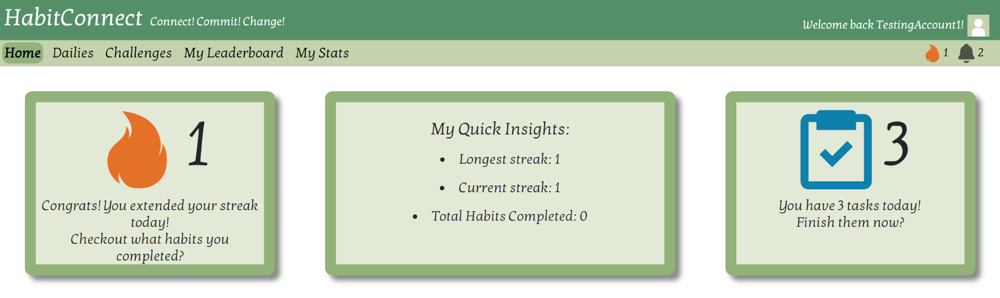 HabitConnect Connect! Commit! Change!
Welcome back TestingAccount1!
Home Dailies Challenges My Leaderboard My Stats
1 2
1
Congrats! You extended your streak
today!
Checkout what habits you
completed?
My Quick Insights:
• Longest streak: 1
• Current streak: 1
• Total Habits Completed: 0
3
You have 3 tasks today!
Finish them now?